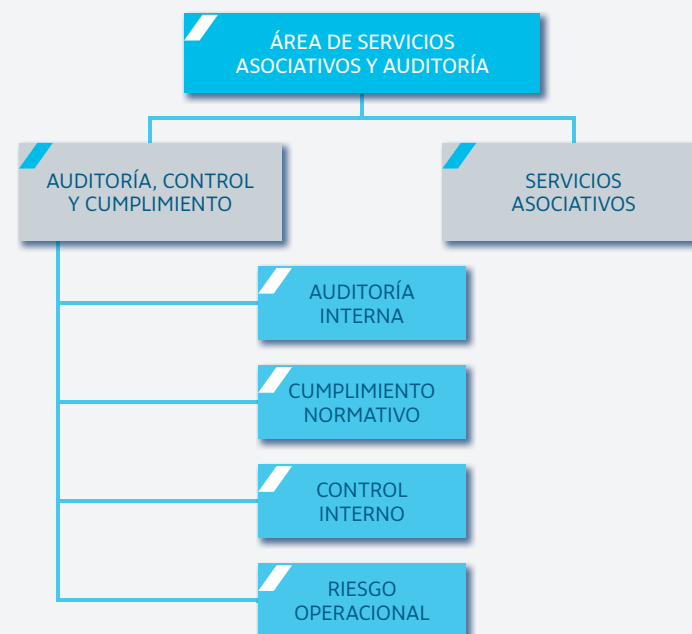 ÁREA DE SERVICIOS
ASOCIATIVOS Y AUDITORÍA
AUDITORÍA, CONTROL
Y CUMPLIMIENTO
SERVICIOS
ASOCIATIVOS
AUDITORÍA
INTERNA
CUMPLIMIENTO
NORMATIVO
CONTROL
INTERNO
RIESGO
OPERACIONAL